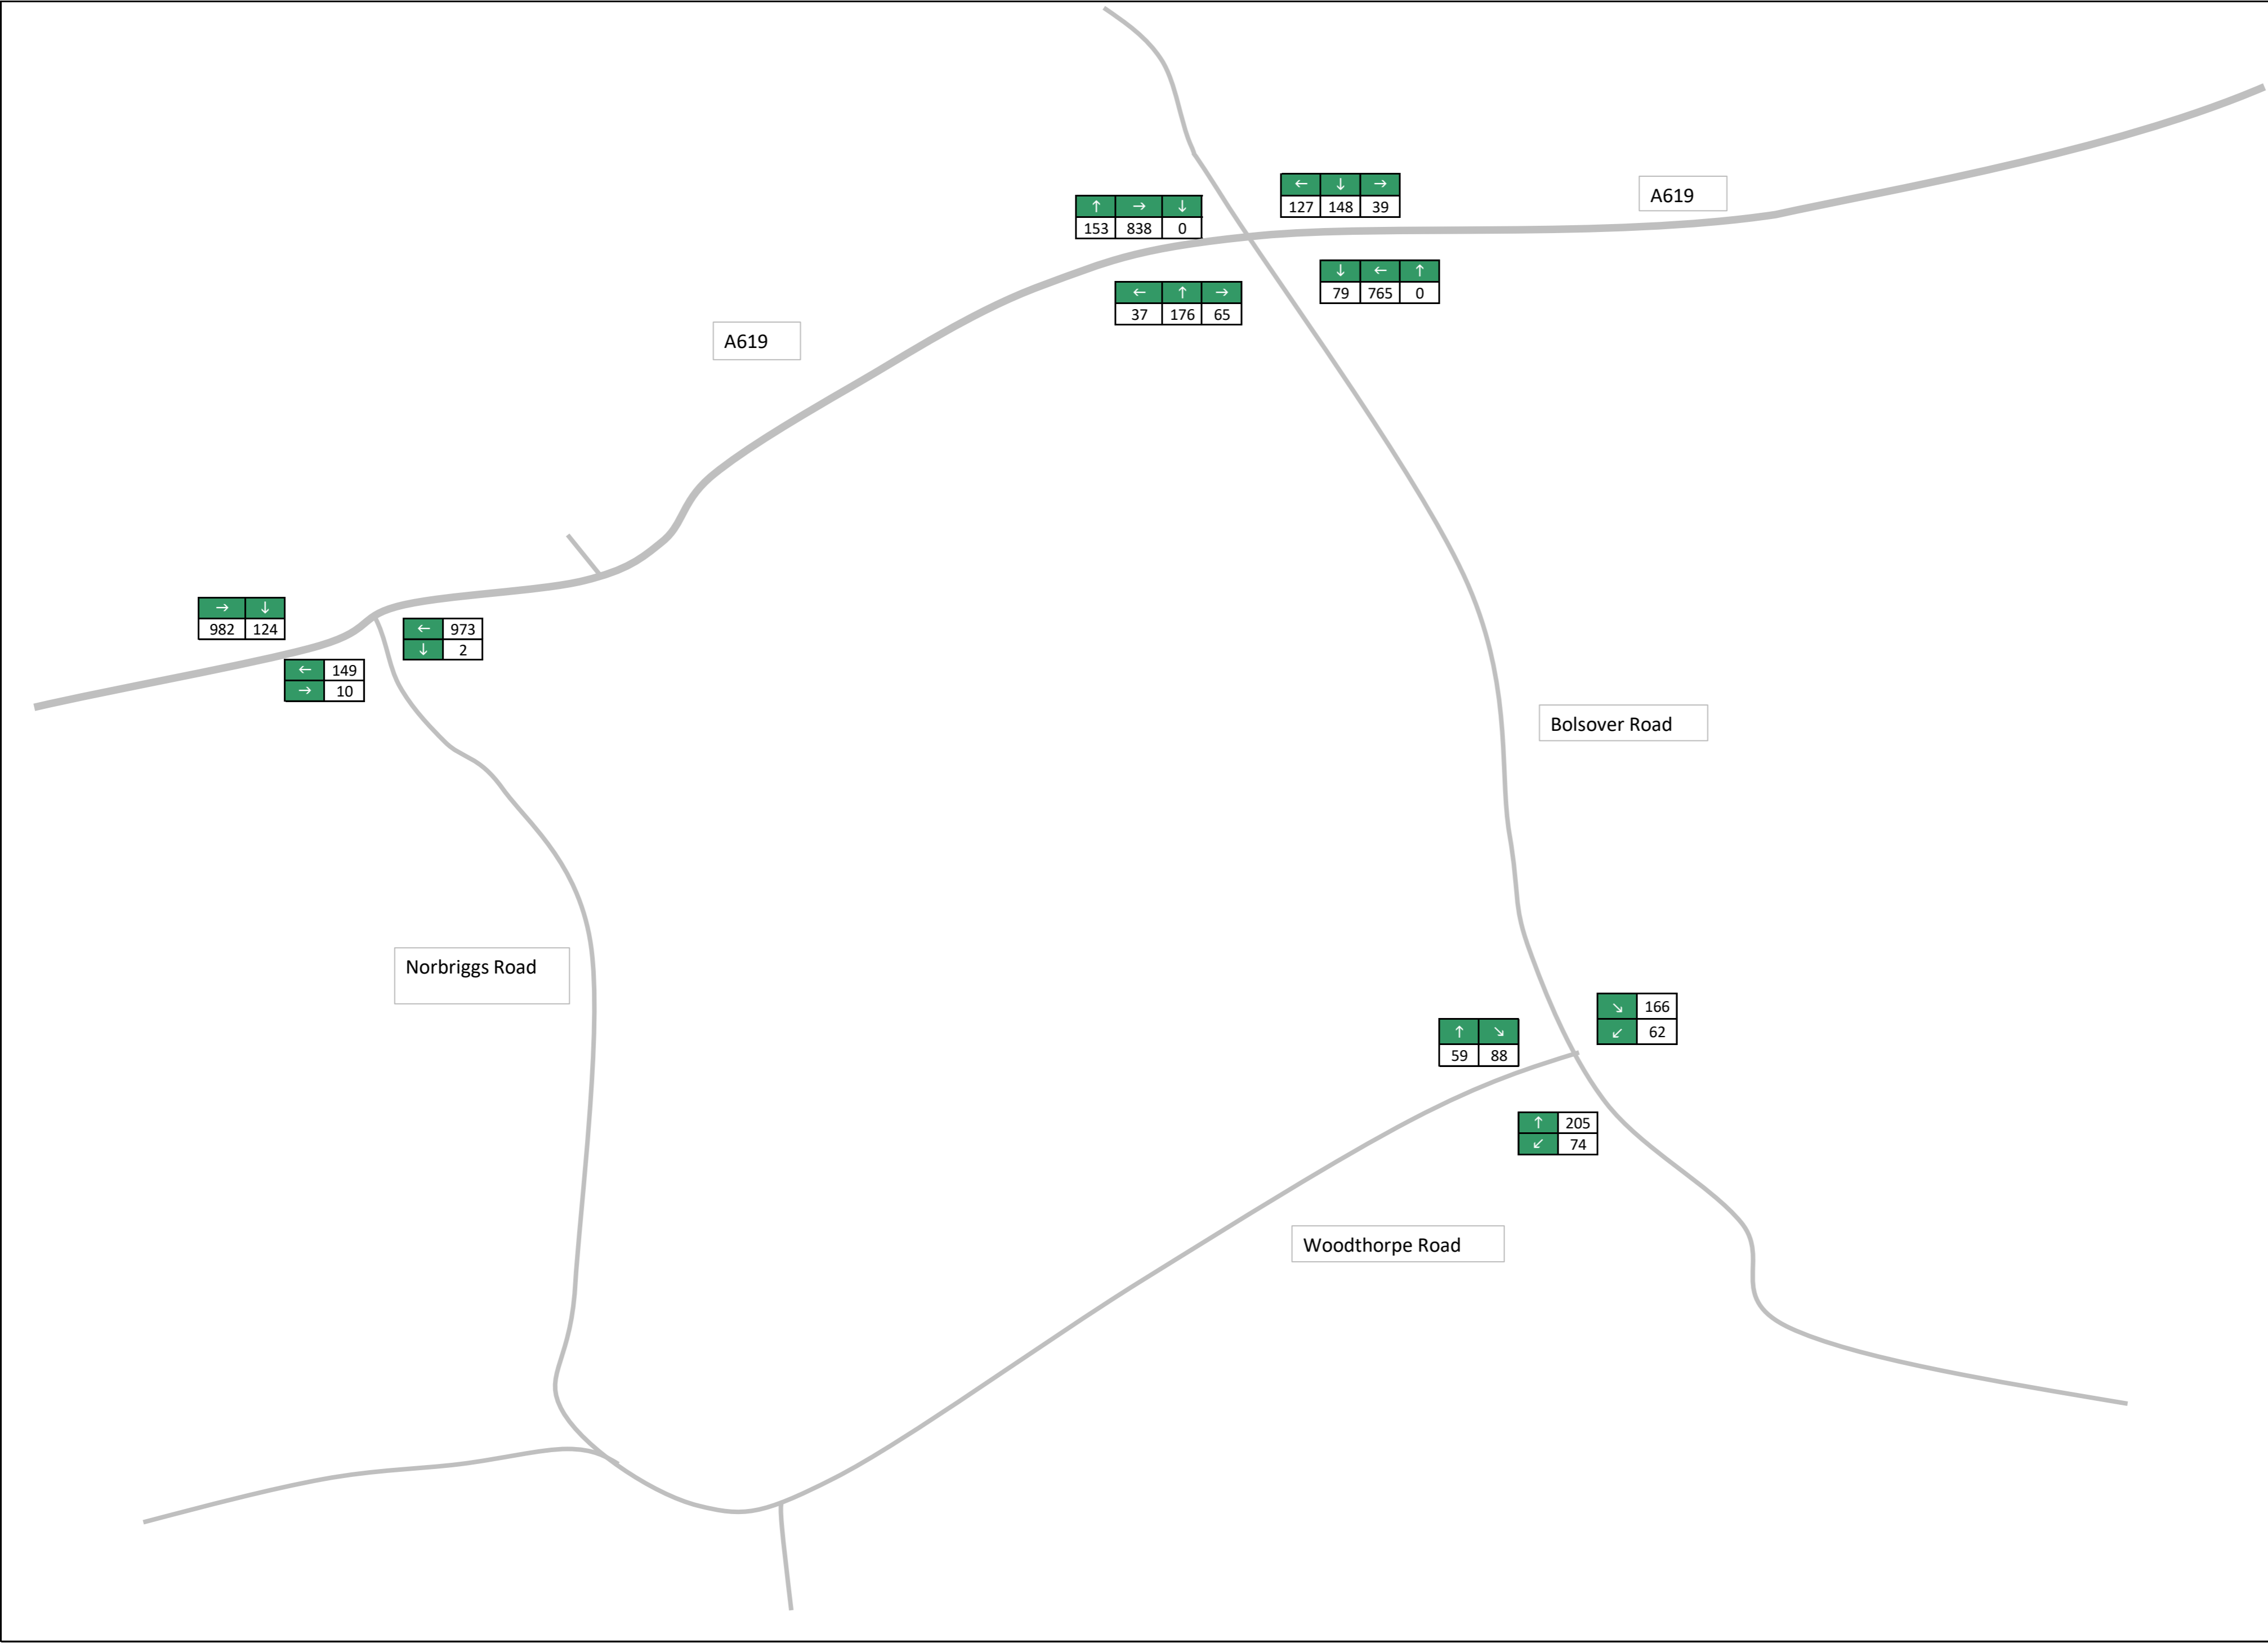 ← ↓ →
127 148 39
A619
↑ → ↓
153 838 0
↓ ← ↑
79 765 0
← ↑ →
37 176 65
A619
→ ↓
982 124
← 973
↓ 2
← 149
→ 10
Bolsover Road
Norbriggs Road
↘ 166
↙ 62
↑ ↘
59 88
↑ 205
↙ 74
Woodthorpe Road